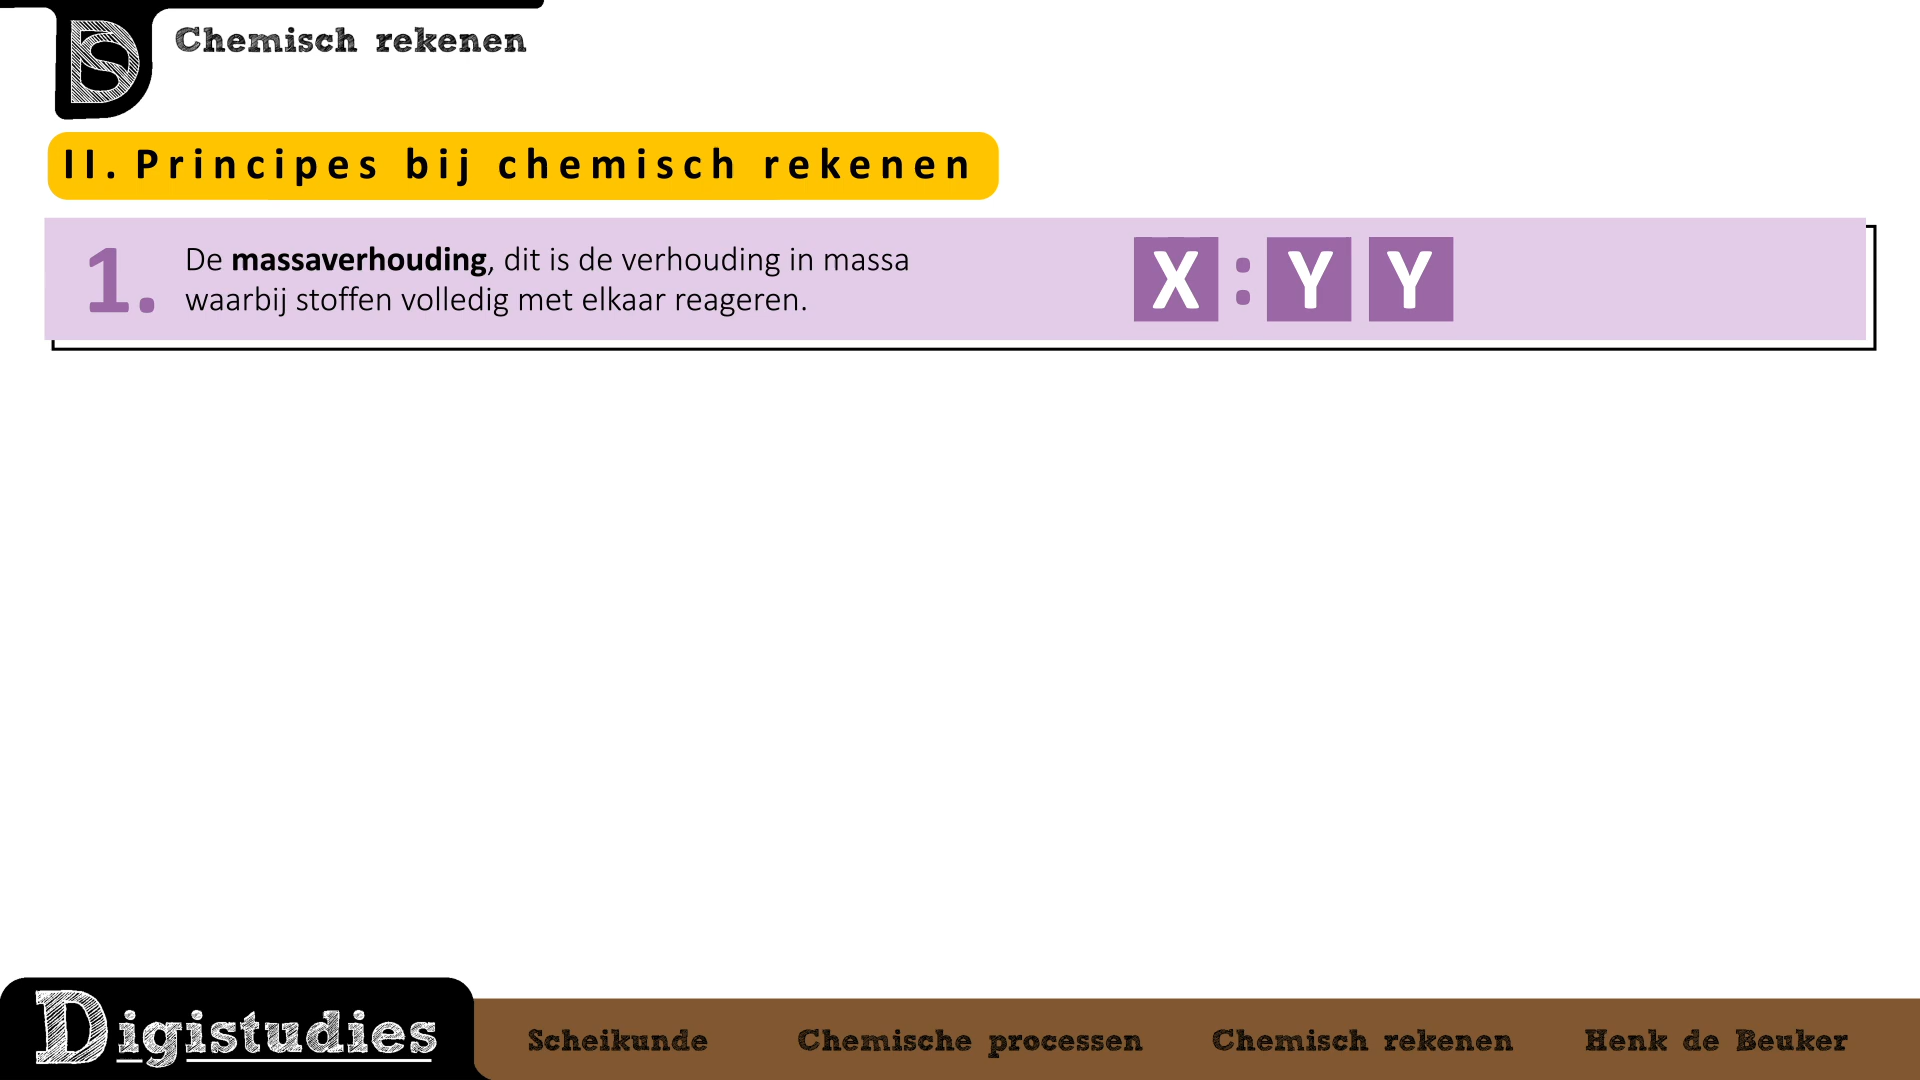 DS
Chemisch rekenen
II. Principes bij chemisch rekenen
1. De massaverhouding, dit is de verhouding in massa
waarbij stoffen volledig met elkaar reageren.
X : Y Y
Digistudies
Scheikunde Chemische processen Chemisch rekenen Henk de Beuker